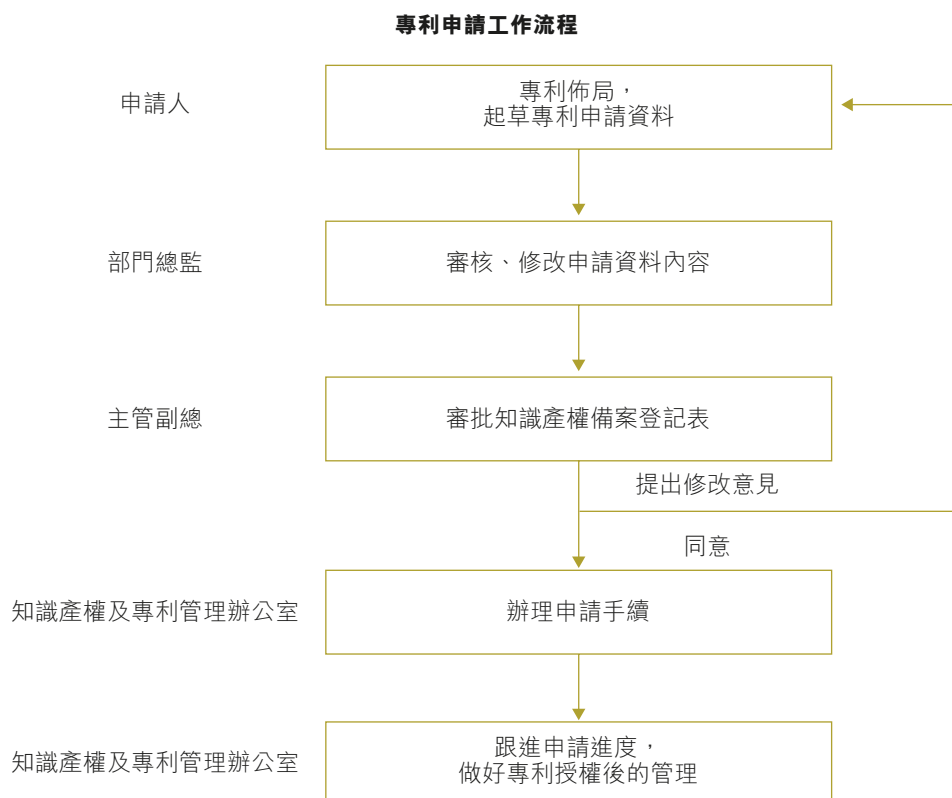 專利申請工作流程
申請人
專利佈局，
起草專利申請資料
部門總監
審核、修改申請資料內容
主管副總
審批知識產權備案登記表
提出修改意見
同意
知識產權及專利管理辦公室
辦理申請手續
知識產權及專利管理辦公室
跟進申請進度，
做好專利授權後的管理